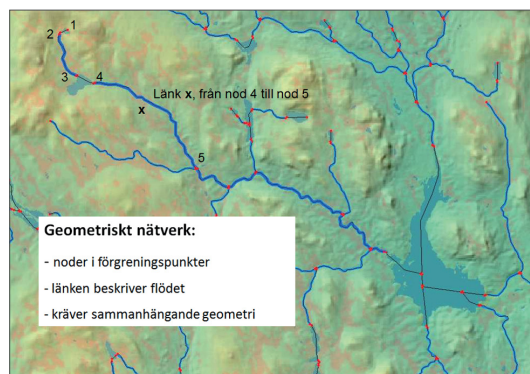 1
2
3
4
x
Länk x, från nod 4 till nod 5
5
Geometriskt nätverk:
- noder i förgreningspunkter
- länken beskriver flödet
- kräver sammanhängande geometri